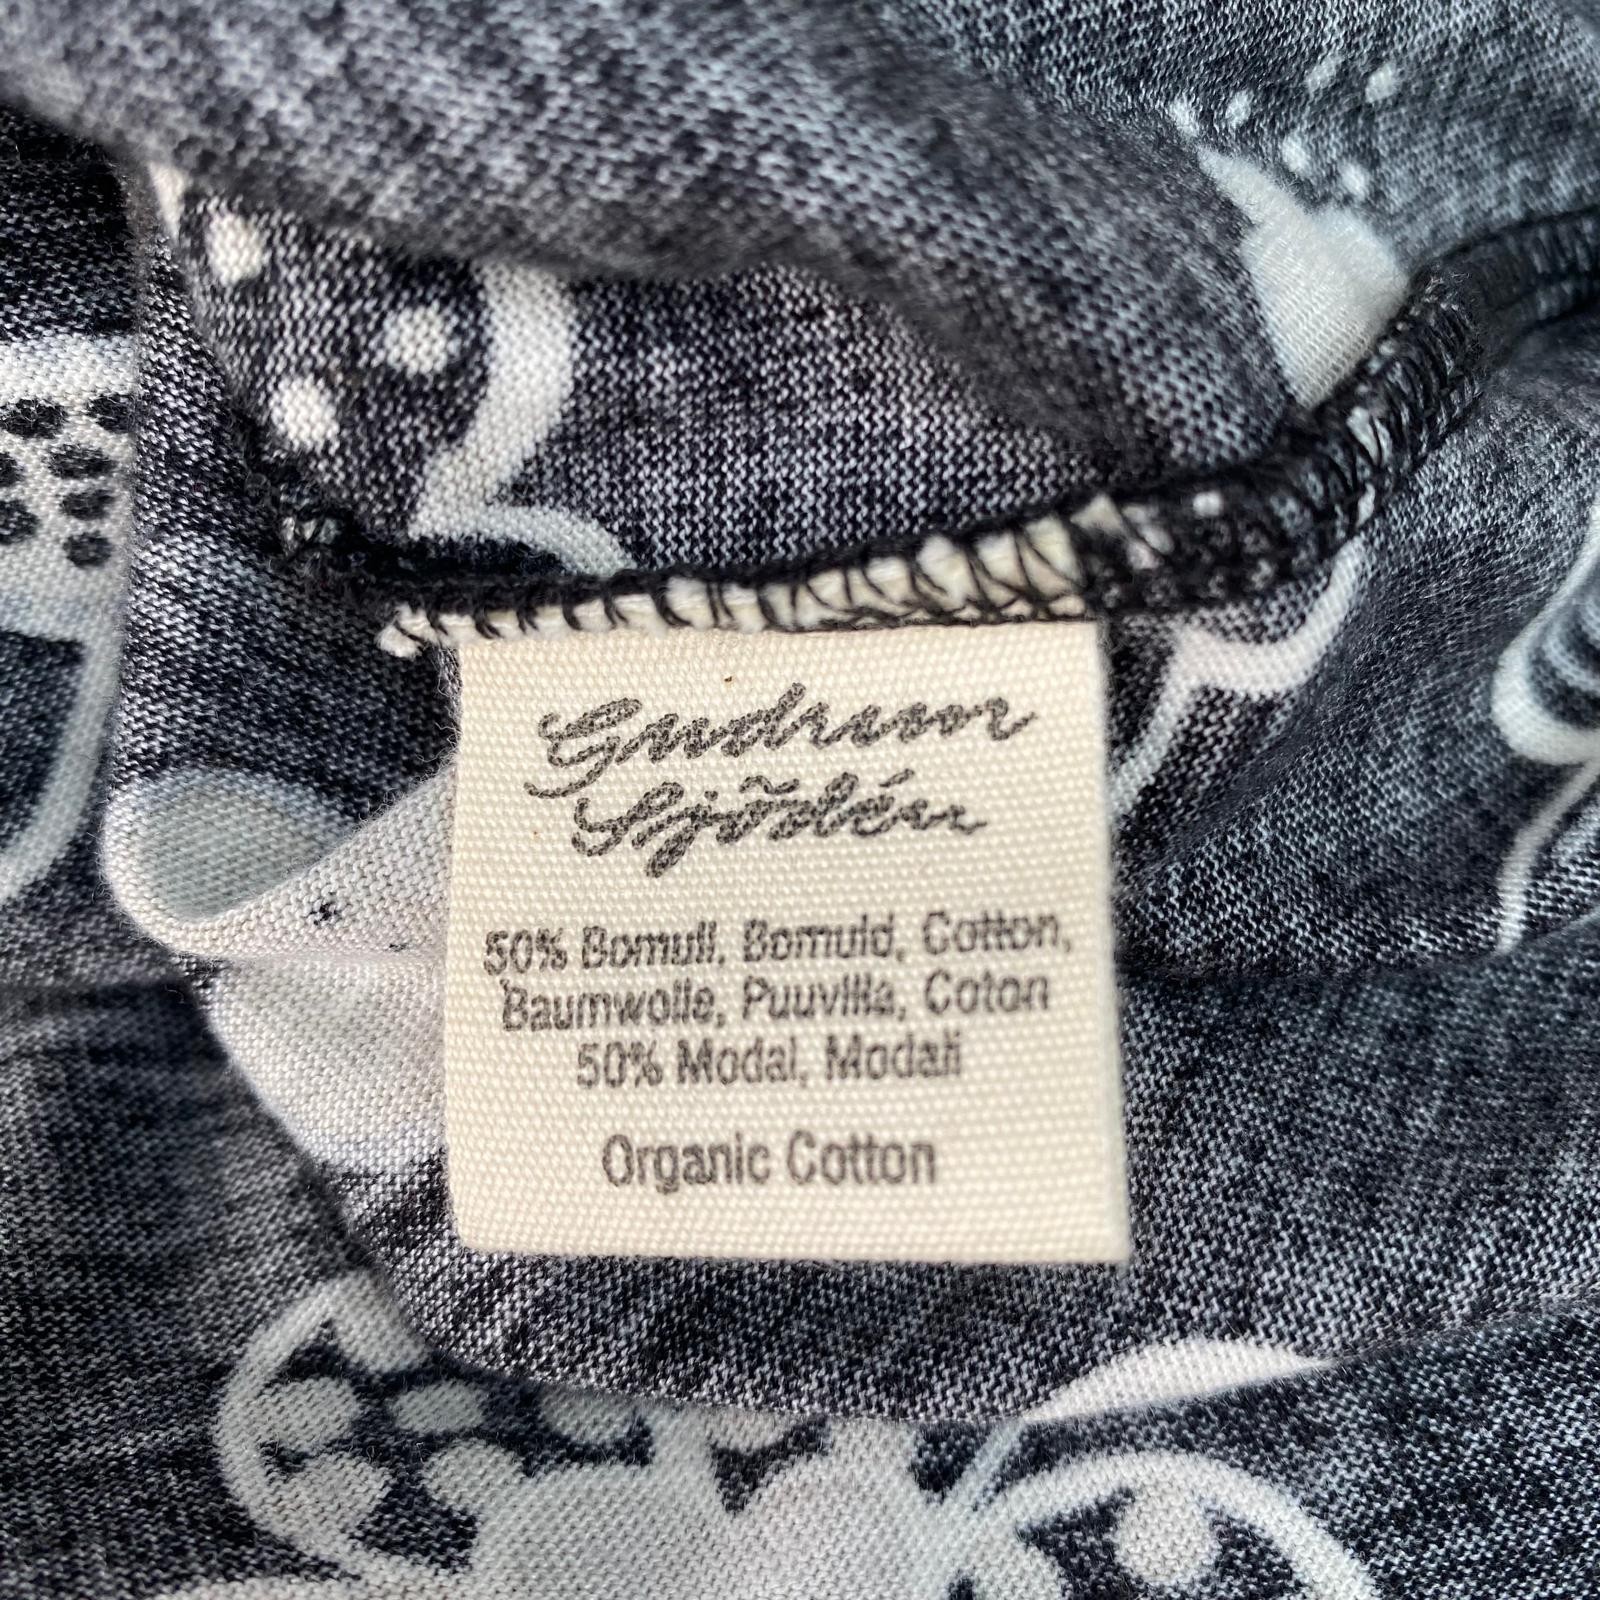 Gudrun
Sjödén
50% Bomull, Bomuld, Cotton,
Baumwolle, Puuvilla, Coton
50% Modal, Modali
Organic Cotton